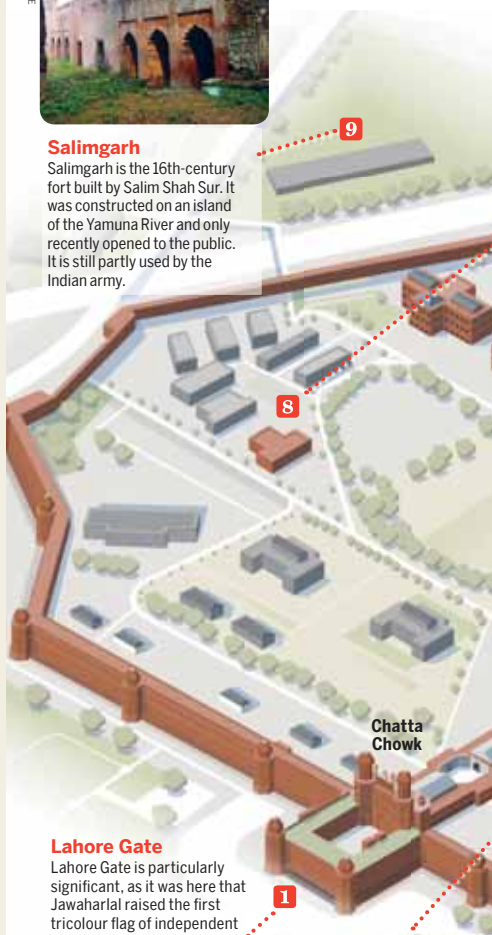 Salimgarh
Salimgarh is the 16th-century
fort built by Salim Shah Sur. It
was constructed on an island
of the Yamuna River and only
recently opened to the public.
It is still partly used by the
Indian army.
9
8
Chatta
Chowk
Lahore Gate
Lahore Gate is particularly
significant, as it was here that
Jawaharlal raised the first
tricolour flag of independent
1